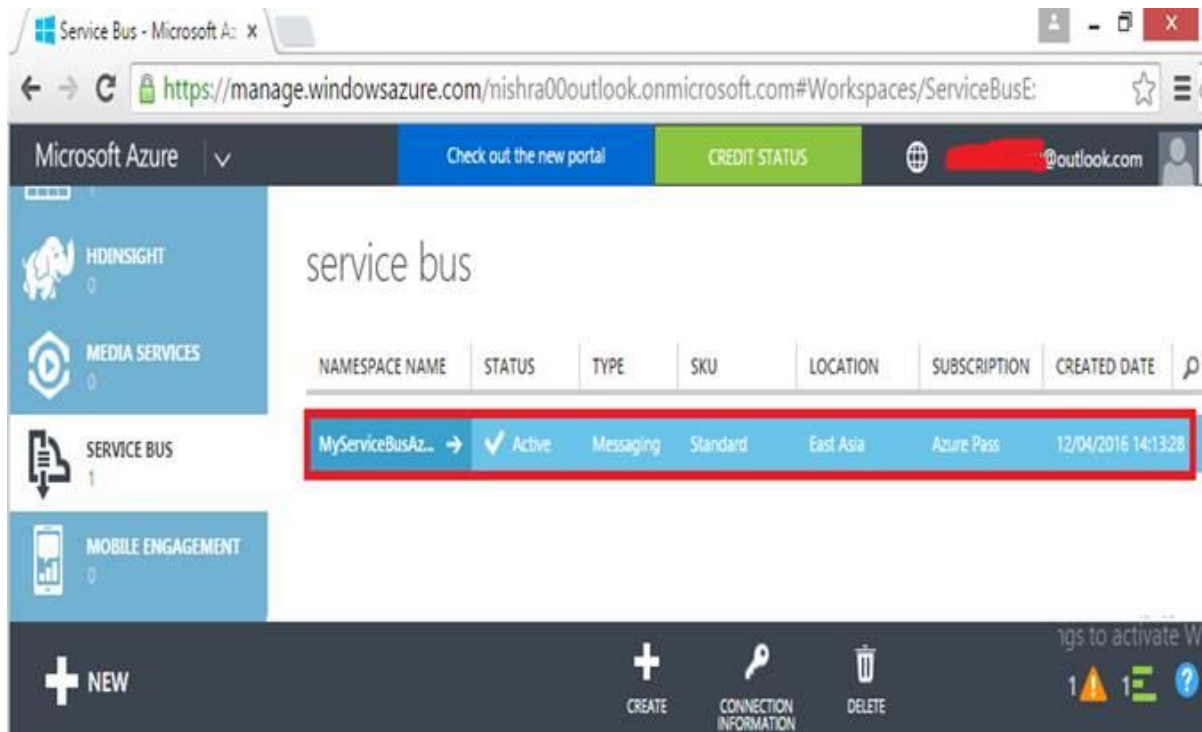 Service Bus - Microsoft Az
https://manage.windowsazure.com/nishra00outlook.onmicrosoft.com#Workspaces/ServiceBusE:
Microsoft Azure
Check out the new portal
CREDIT STATUS
@outlook.com
1
HDINSIGHT
0
MEDIA SERVICES
0
SERVICE BUS
1
MOBILE ENGAGEMENT
0
service bus
NAMESPACE NAME STATUS TYPE SKU LOCATION SUBSCRIPTION CREATED DATE
MyServiceBusAz... Active Messaging Standard East Asia Azure Pass 12/04/2016 14:13:28
NEW
CREATE
CONNECTION
INFORMATION
DELETE
ngs to activate W
1 1 ?